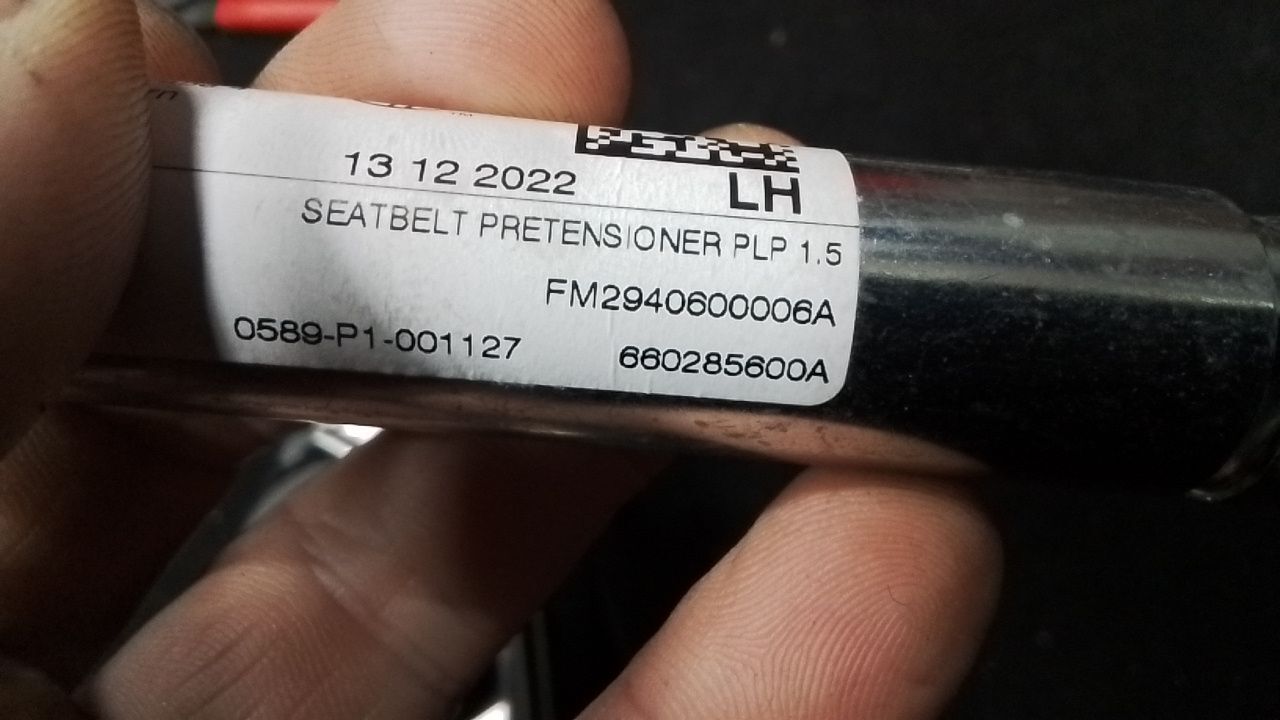 13 12 2022
LH
SEATBELT PRETENSIONER PLP 1.5
FM2940600006A
0589-P1-001127
660285600A